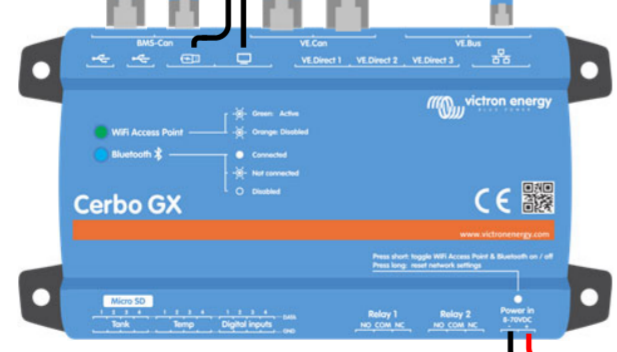 BMS-Can VE.Can VE.Bus
VE.Direct 1 VE.Direct 2 VE.Direct 3
victron energy
BLUE POWER
Green: Active
WiFi Access Point
Orange: Disabled
Bluetooth
Connected
Not connected
Disabled
Cerbo GX
CE
www.victronenergy.com
Press short: toggle WiFi Access Point & Bluetooth on / off
Press long: reset network settings
Micro SD
Power in
8-70VDC
1 2 3 4 1 2 3 4 1 2 3 4 DATA
GND
Tank Temp Digital inputs
Relay 1 Relay 2
NO COM NC NO COM NC
- +